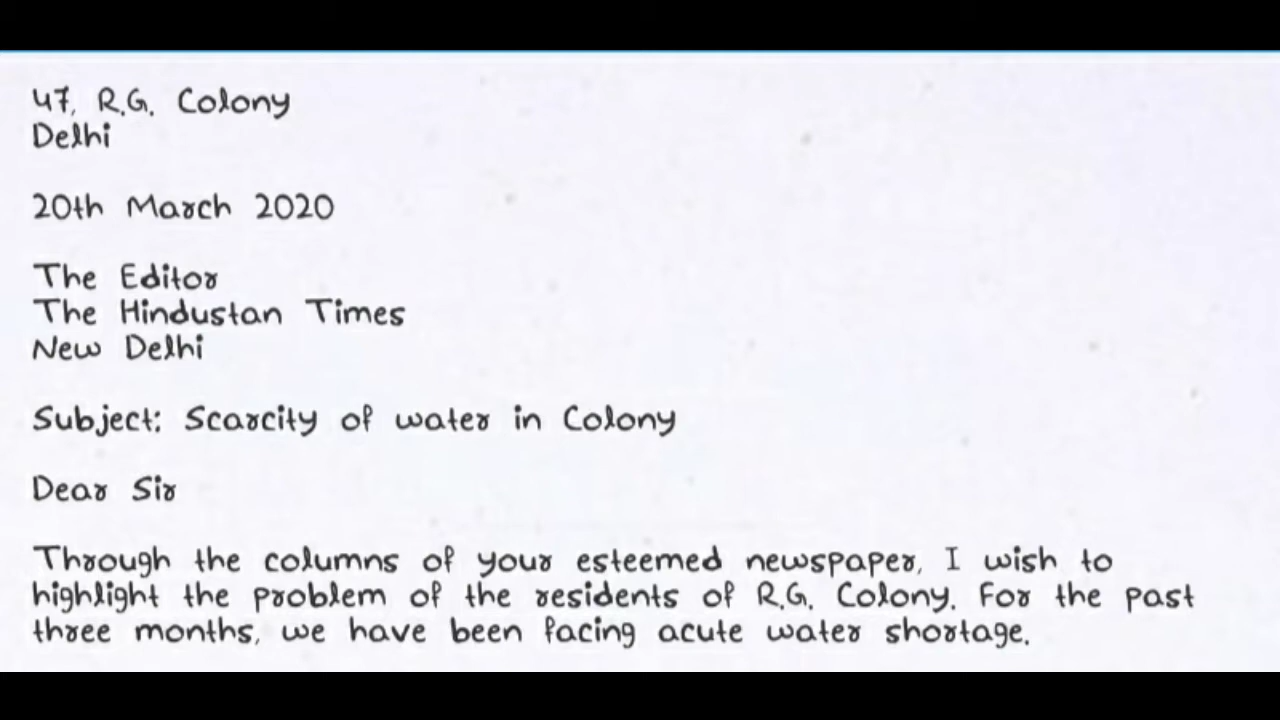 47, R.G. Colony
Delhi
20th March 2020
The Editor
The Hindustan Times
New Delhi
Subject: Scarcity of water in Colony
Dear Sir
Through the columns of your esteemed newspaper, I wish to
highlight the problem of the residents of R.G. Colony. For the past
three months, we have been facing acute water shortage.